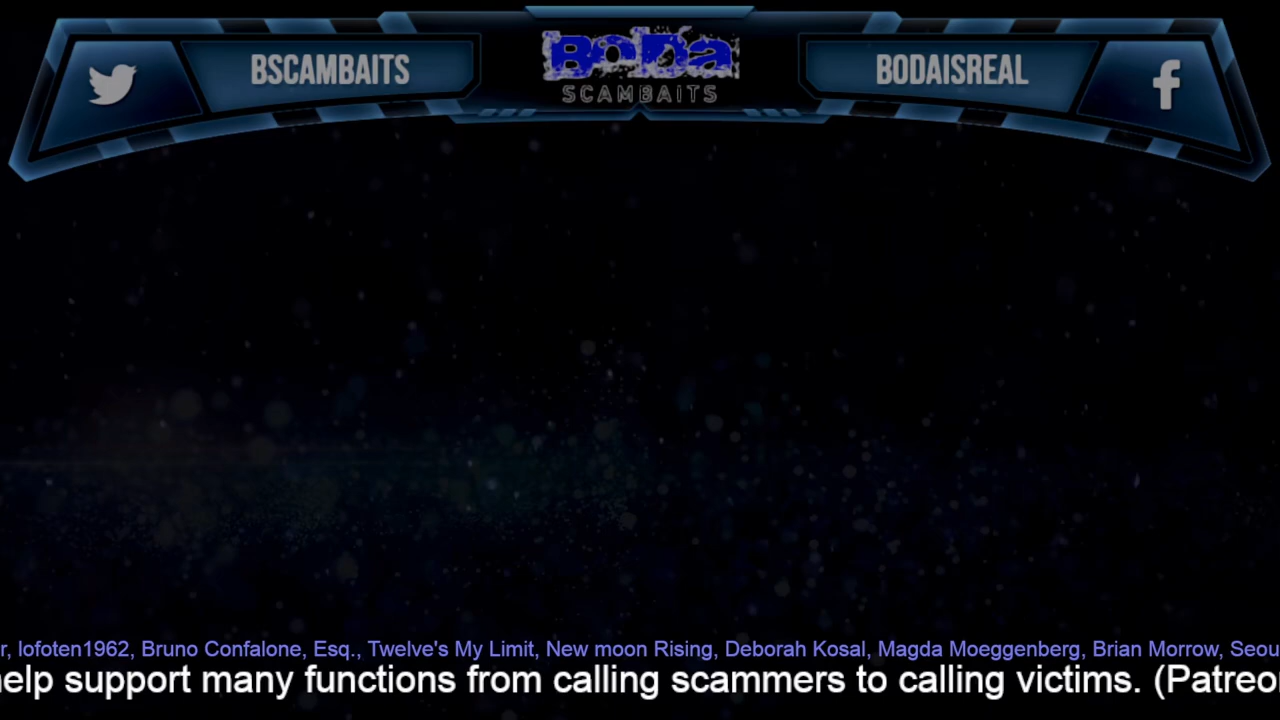 BSCAMBAITS
BoDa
SCAMBAITS
BODAISREAL
r, lofoten1962, Bruno Confalone, Esq., Twelve's My Limit, New moon Rising, Deborah Kosal, Magda Moeggenberg, Brian Morrow, Seou
elp support many functions from calling scammers to calling victims. (Patreo